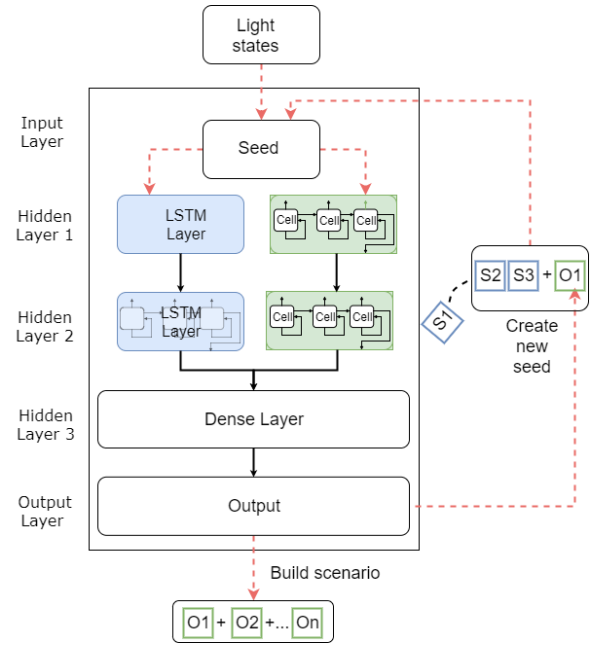 Light
states
Input
Layer
Seed
Hidden
Layer 1
LSTM
Layer
Cell Cell Cell
S2 S3 + O1
S1
Create
new
seed
Hidden
Layer 2
LSTM
Layer
Cell Cell Cell
Hidden
Layer 3
Dense Layer
Output
Layer
Output
Build scenario
O1 + O2 +... On